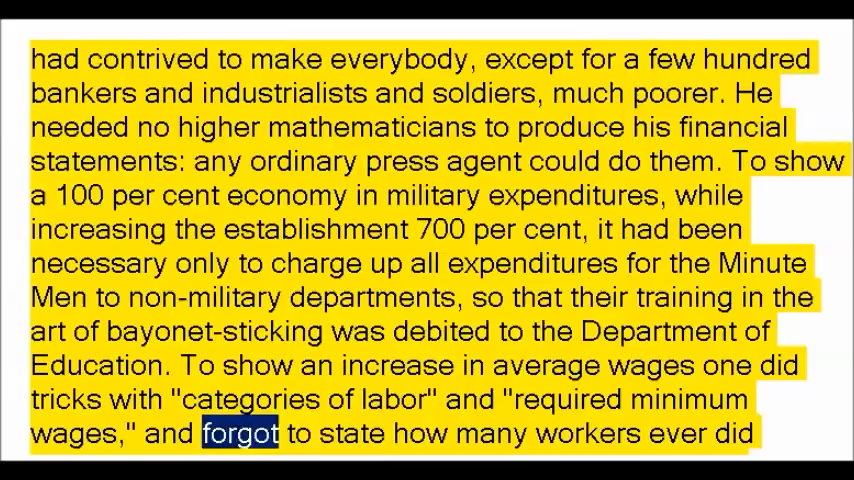 had contrived to make everybody, except for a few hundred
bankers and industrialists and soldiers, much poorer. He
needed no higher mathematicians to produce his financial
statements: any ordinary press agent could do them. To show
a 100 per cent economy in military expenditures, while
increasing the establishment 700 per cent, it had been
necessary only to charge up all expenditures for the Minute
Men to non-military departments, so that their training in the
art of bayonet-sticking was debited to the Department of
Education. To show an increase in average wages one did
tricks with "categories of labor" and "required minimum
wages," and forgot to state how many workers ever did